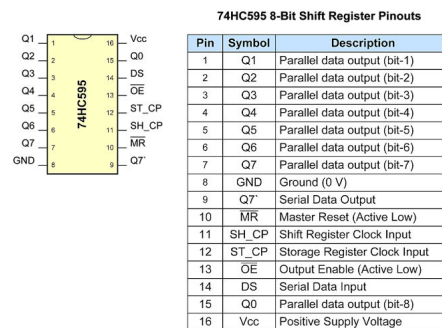 74HC595 8-Bit Shift Register Pinouts
Q1 1 16 Vcc
Q2 2 15 Q0
Q3 3 14 DS
Q4 4 13 OE
Q5 5 12 ST_CP
Q6 6 11 SH_CP
Q7 7 10 MR
GND 8 9 Q7`
74HC595
Pin Symbol Description
1 Q1 Parallel data output (bit-1)
2 Q2 Parallel data output (bit-2)
3 Q3 Parallel data output (bit-3)
4 Q4 Parallel data output (bit-4)
5 Q5 Parallel data output (bit-5)
6 Q6 Parallel data output (bit-6)
7 Q7 Parallel data output (bit-7)
8 GND Ground (0 V)
9 Q7` Serial Data Output
10 MR Master Reset (Active Low)
11 SH_CP Shift Register Clock Input
12 ST_CP Storage Register Clock Input
13 OE Output Enable (Active Low)
14 DS Serial Data Input
15 Q0 Parallel data output (bit-8)
16 Vcc Positive Supply Voltage